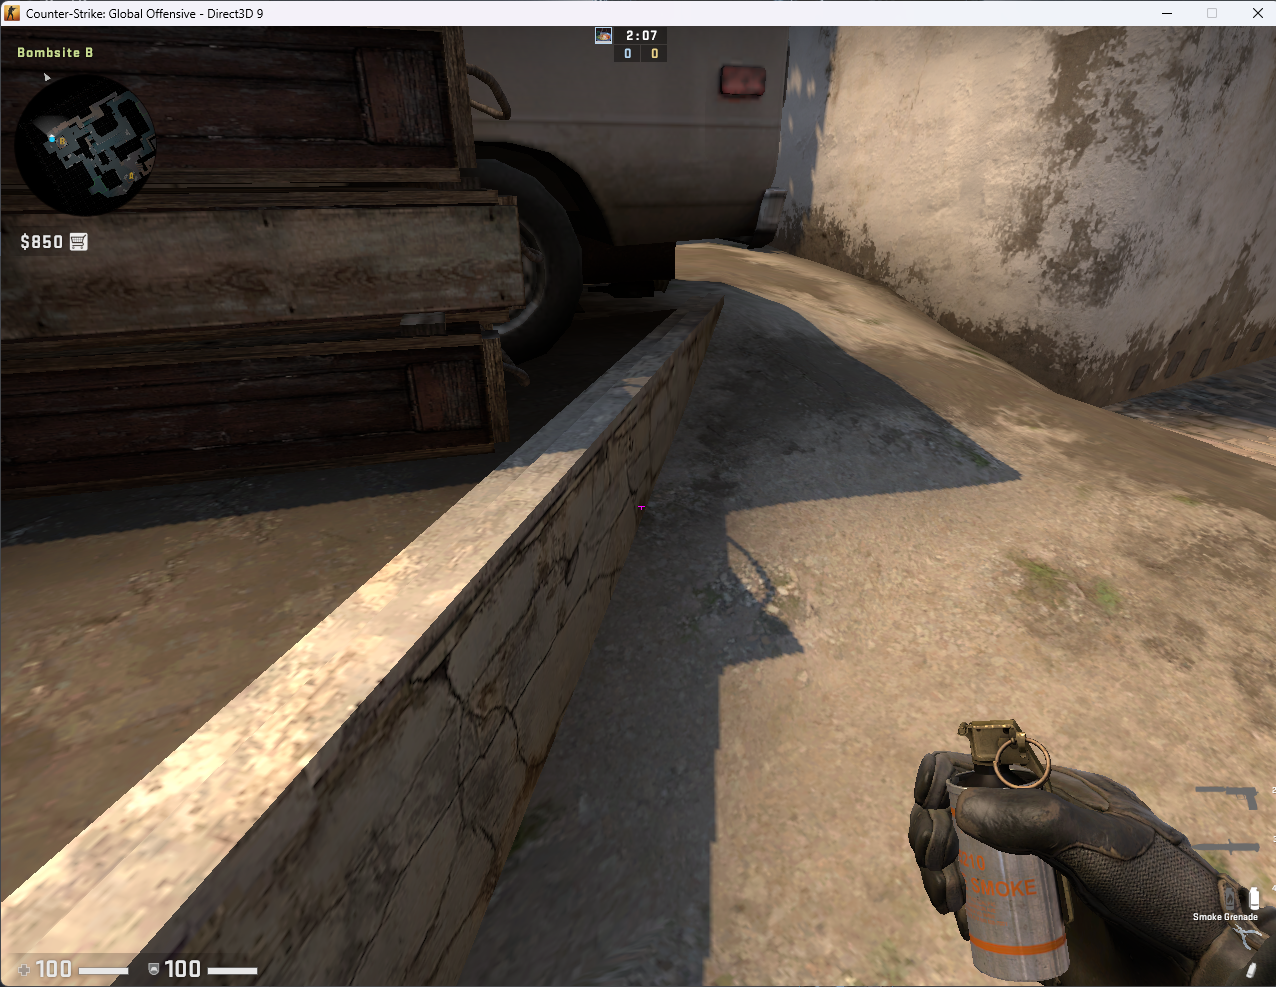 Counter-Strike: Global Offensive - Direct3D 9
2:07
0 0
Bombsite B
$850
SMOKE
Smoke Grenade
100 100